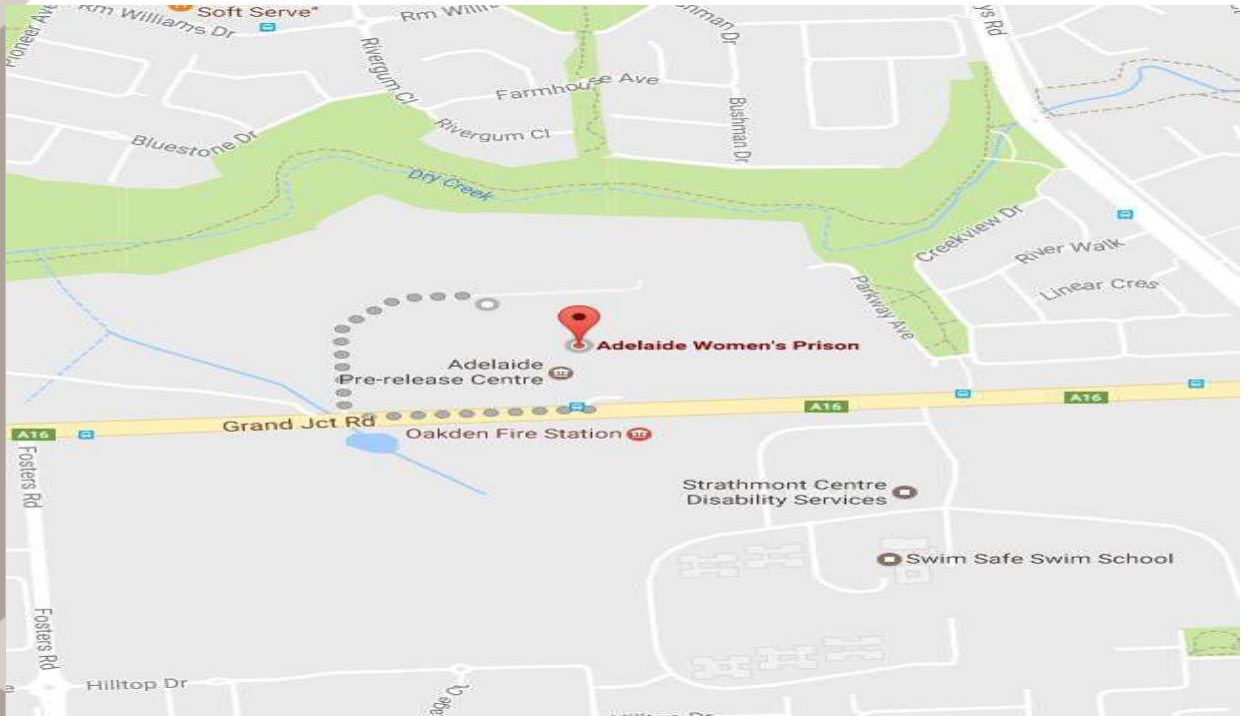 Soft Serve"
Rm Williams Dr
Pioneer Ave
Rivergum Cl
Farmhouse Ave
Bushman Dr
Rivergum Cl
Bluestone Dr
Dry Creek
Creekview Dr
River Walk
Linear Cres
Parkway Ave
Adelaide Women's Prison
Adelaide
Pre-release Centre
A16
A16
A16
Grand Jct Rd
Oakden Fire Station
Fosters Rd
Strathmont Centre
Disability Services
Swim Safe Swim School
Fosters Rd
Hilltop Dr